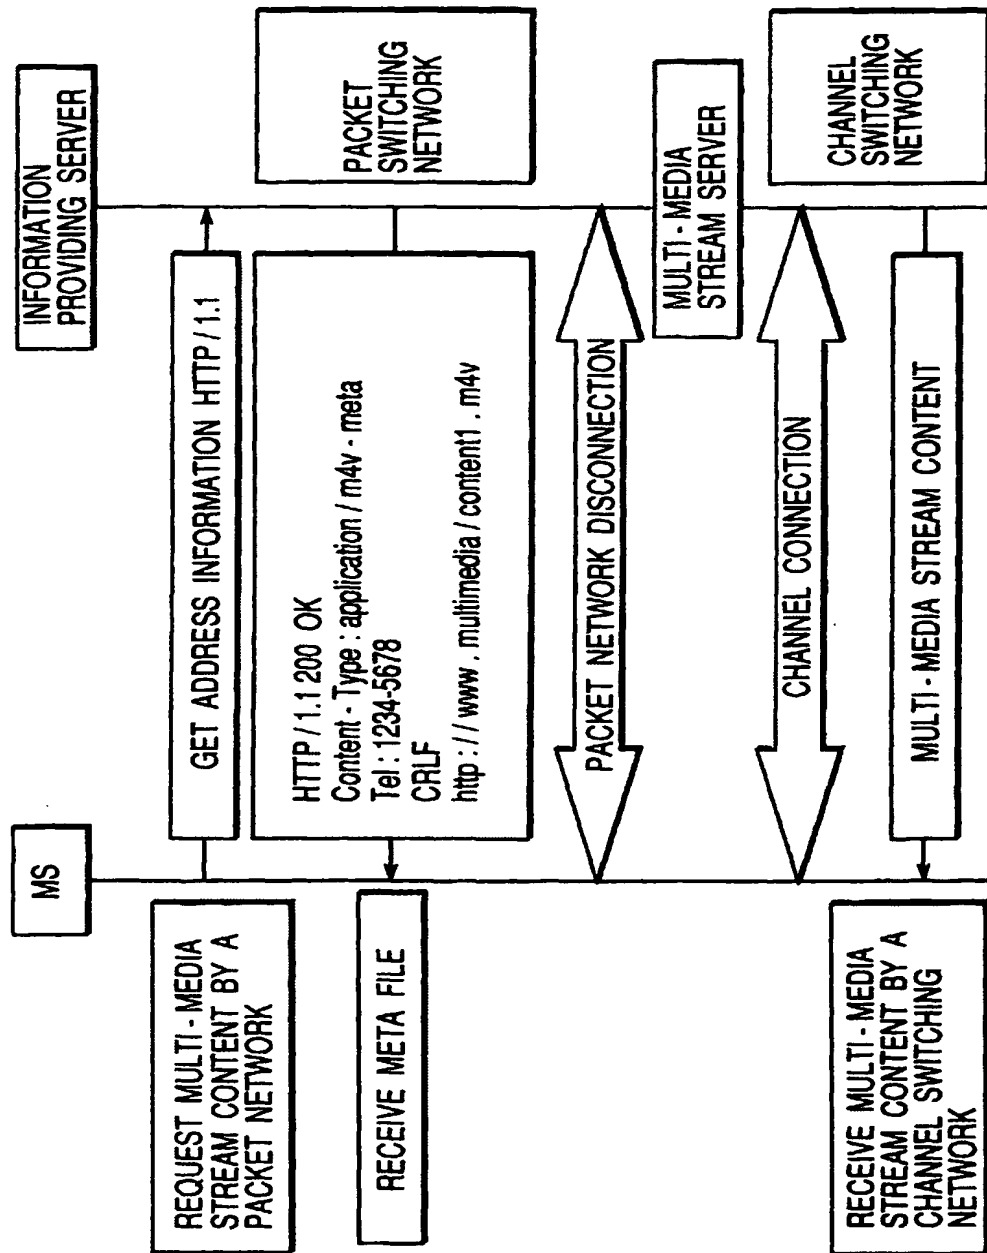 MS
INFORMATION
PROVIDING SERVER
REQUEST MULTI-MEDIA
STREAM CONTENT BY A
PACKET NETWORK
GET ADDRESS INFORMATION HTTP/1.1
RECEIVE META FILE
HTTP/1.1 200 OK
Content-Type : application/m4v-meta
Tel : 1234-5678
CRLF
http://www.multimedia/content1.m4v
PACKET
SWITCHING
NETWORK
PACKET NETWORK DISCONNECTION
MULTI-MEDIA
STREAM SERVER
CHANNEL CONNECTION
RECEIVE MULTI-MEDIA
STREAM CONTENT BY A
CHANNEL SWITCHING
NETWORK
MULTI-MEDIA STREAM CONTENT
CHANNEL
SWITCHING
NETWORK